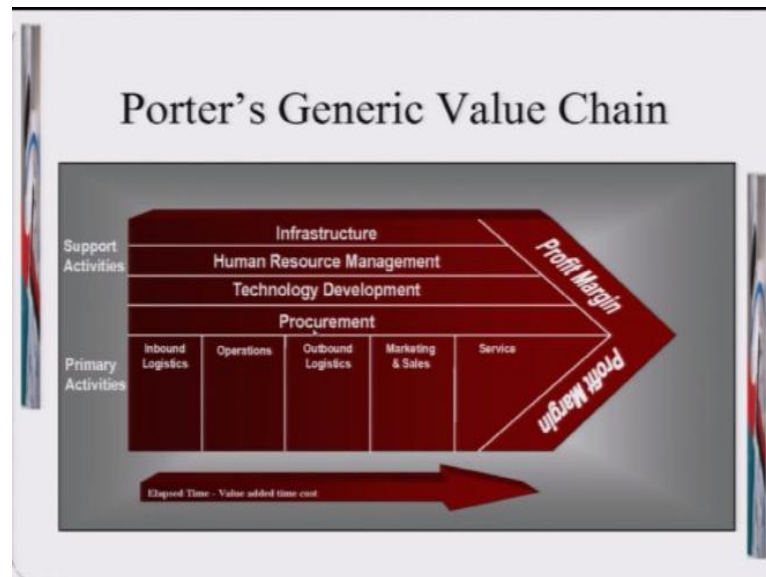 Porter's Generic Value Chain
Support
Activities
Infrastructure
Human Resource Management
Technology Development
Procurement
Profit Margin
Primary
Activities
Inbound
Logistics
Operations
Outbound
Logistics
Marketing
& Sales
Service
Profit Margin
Elapsed Time - Value added time cost